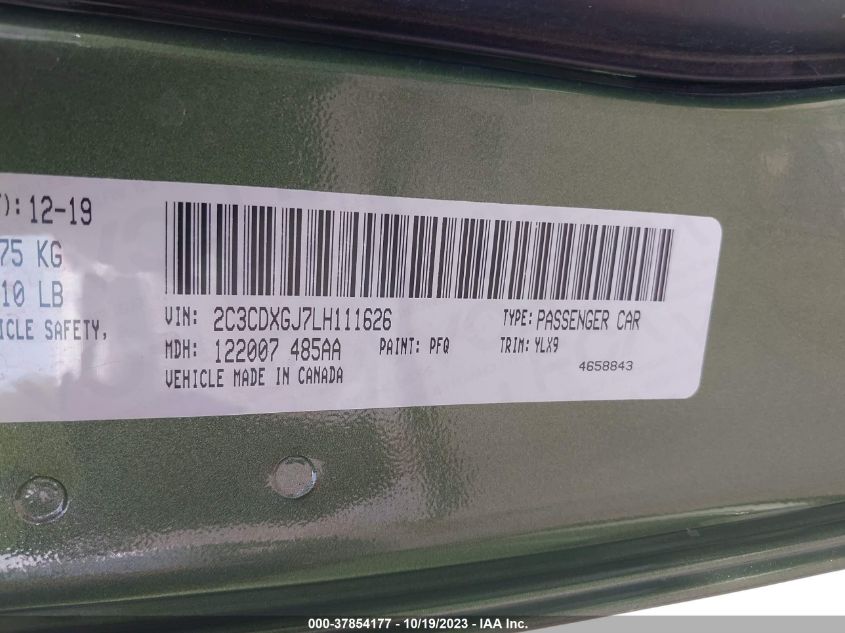 ): 12-19
75 KG
10 LB
ICLE SAFETY,
VIN: 2C3CDXGJ7LH111626 TYPE: PASSENGER CAR
MDH: 122007 485AA PAINT: PFQ TRIM: YLX9
VEHICLE MADE IN CANADA 4658843
000-37854177 - 10/19/2023 - IAA Inc.